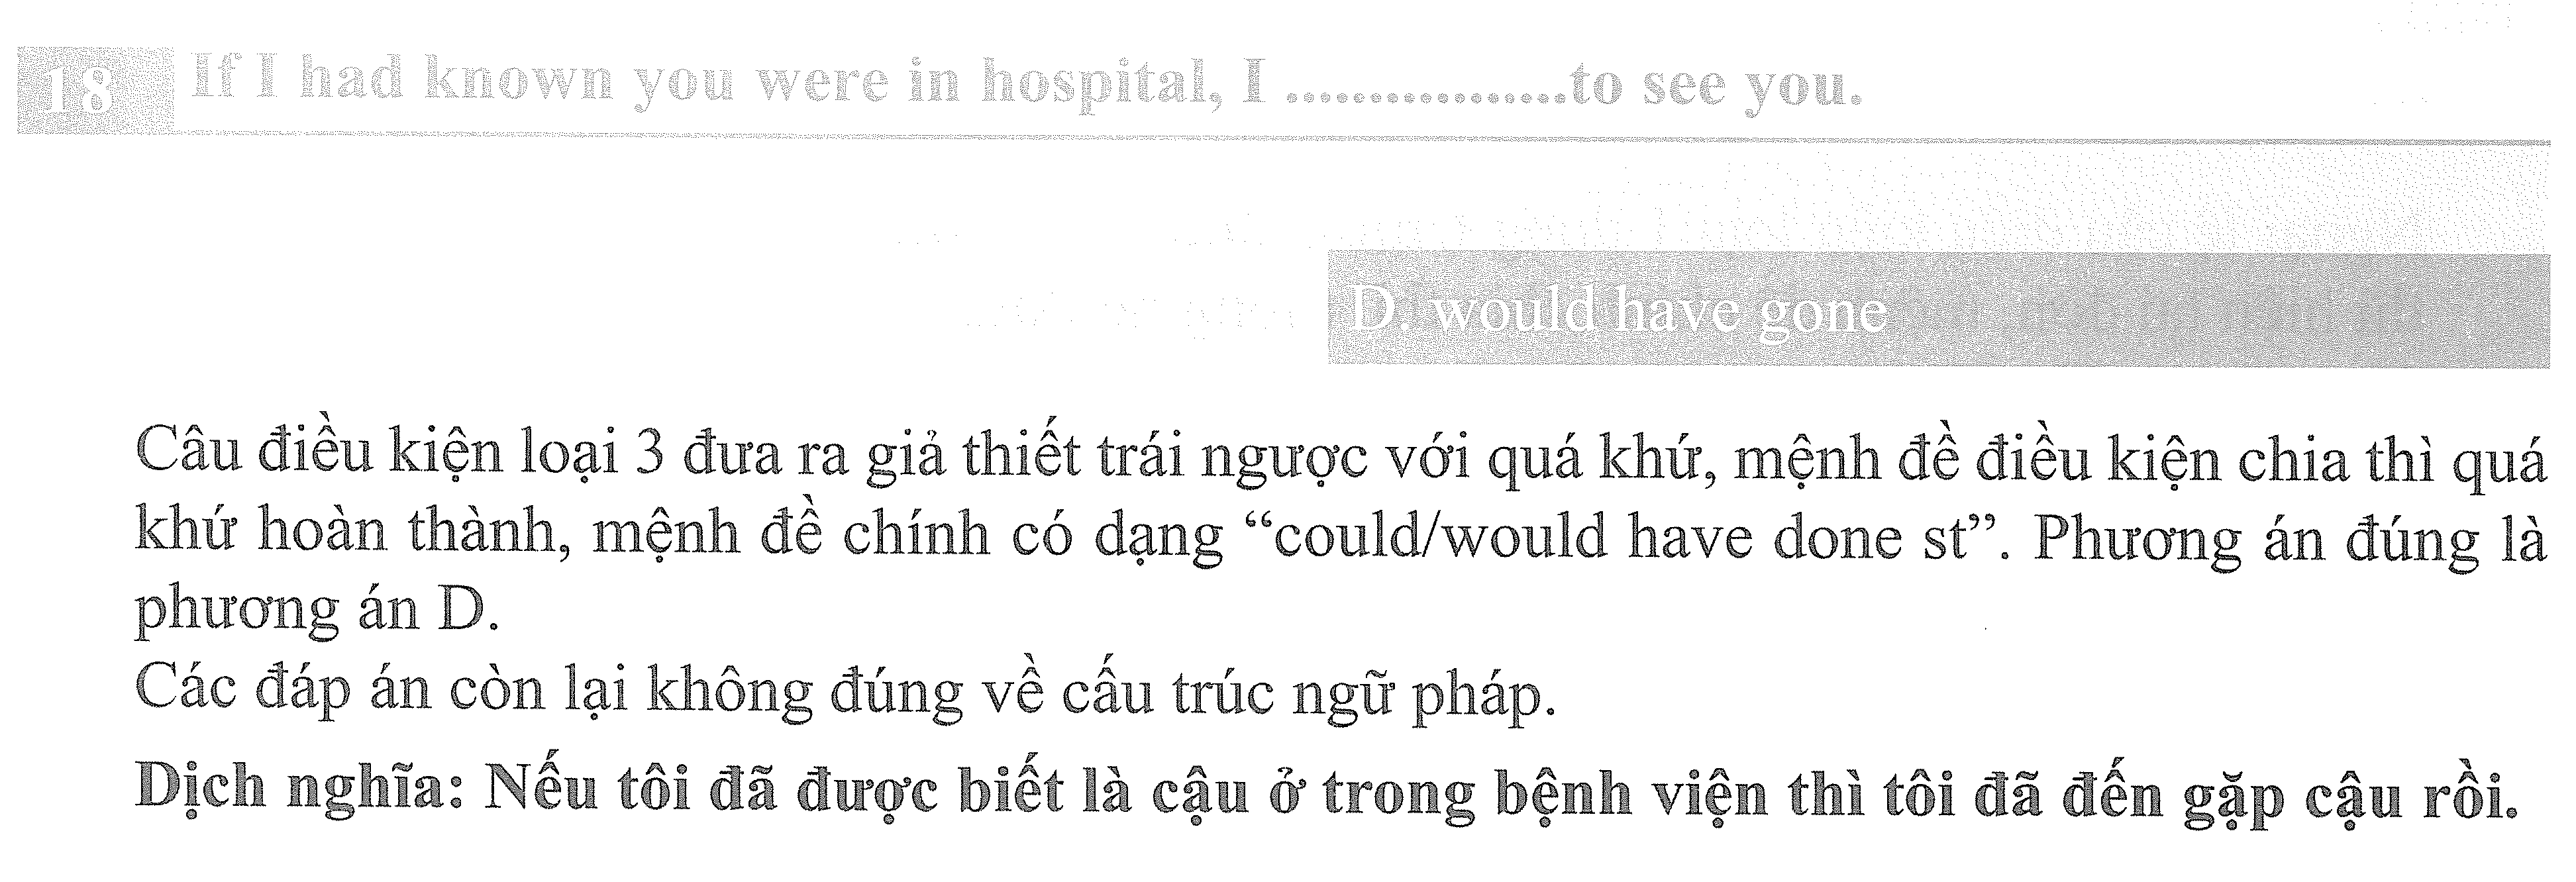 18 If I had known you were in hospital, I ................to see you.
D. would have gone
Câu điều kiện loại 3 đưa ra giả thiết trái ngược với quá khứ, mệnh đề điều kiện chia thì quá
khứ hoàn thành, mệnh đề chính có dạng “could/would have done st”. Phương án đúng là
phương án D.
Các đáp án còn lại không đúng về cấu trúc ngữ pháp.
Dịch nghĩa: Nếu tôi đã được biết là cậu ở trong bệnh viện thì tôi đã đến gặp cậu rồi.